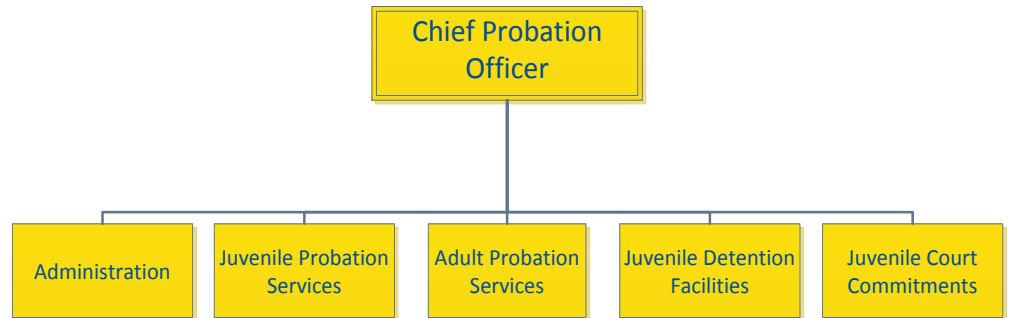 Chief Probation
Officer
Administration
Juvenile Probation
Services
Adult Probation
Services
Juvenile Detention
Facilities
Juvenile Court
Commitments